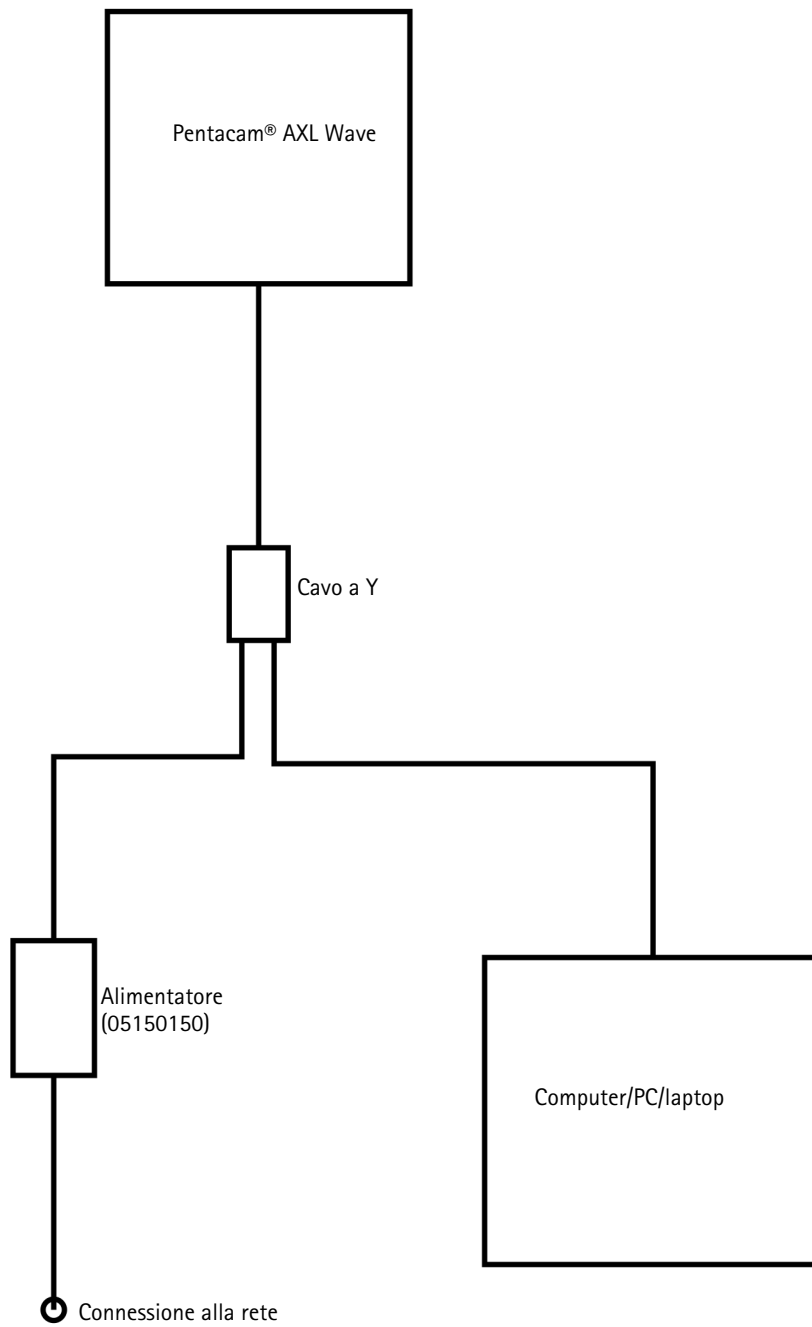 Pentacam® AXL Wave
Cavo a Y
Alimentatore
(05150150)
Computer/PC/laptop
Connessione alla rete